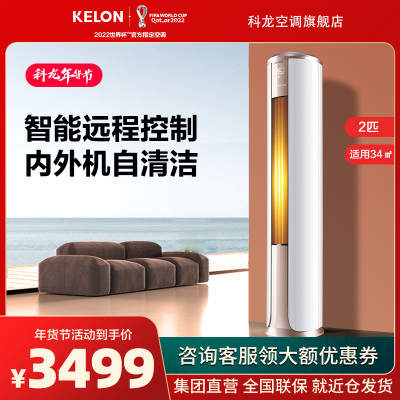 KELON
FIFA WORLD CUP
QATAR2022
2022世界杯™官方指定空调
科龙空调旗舰店
科龙年货节
智能远程控制
内外机自清洁
2匹
适用34㎡
年货节活动到手价
¥3499
咨询客服领大额优惠券
集团直营 全国联保 就近仓发货